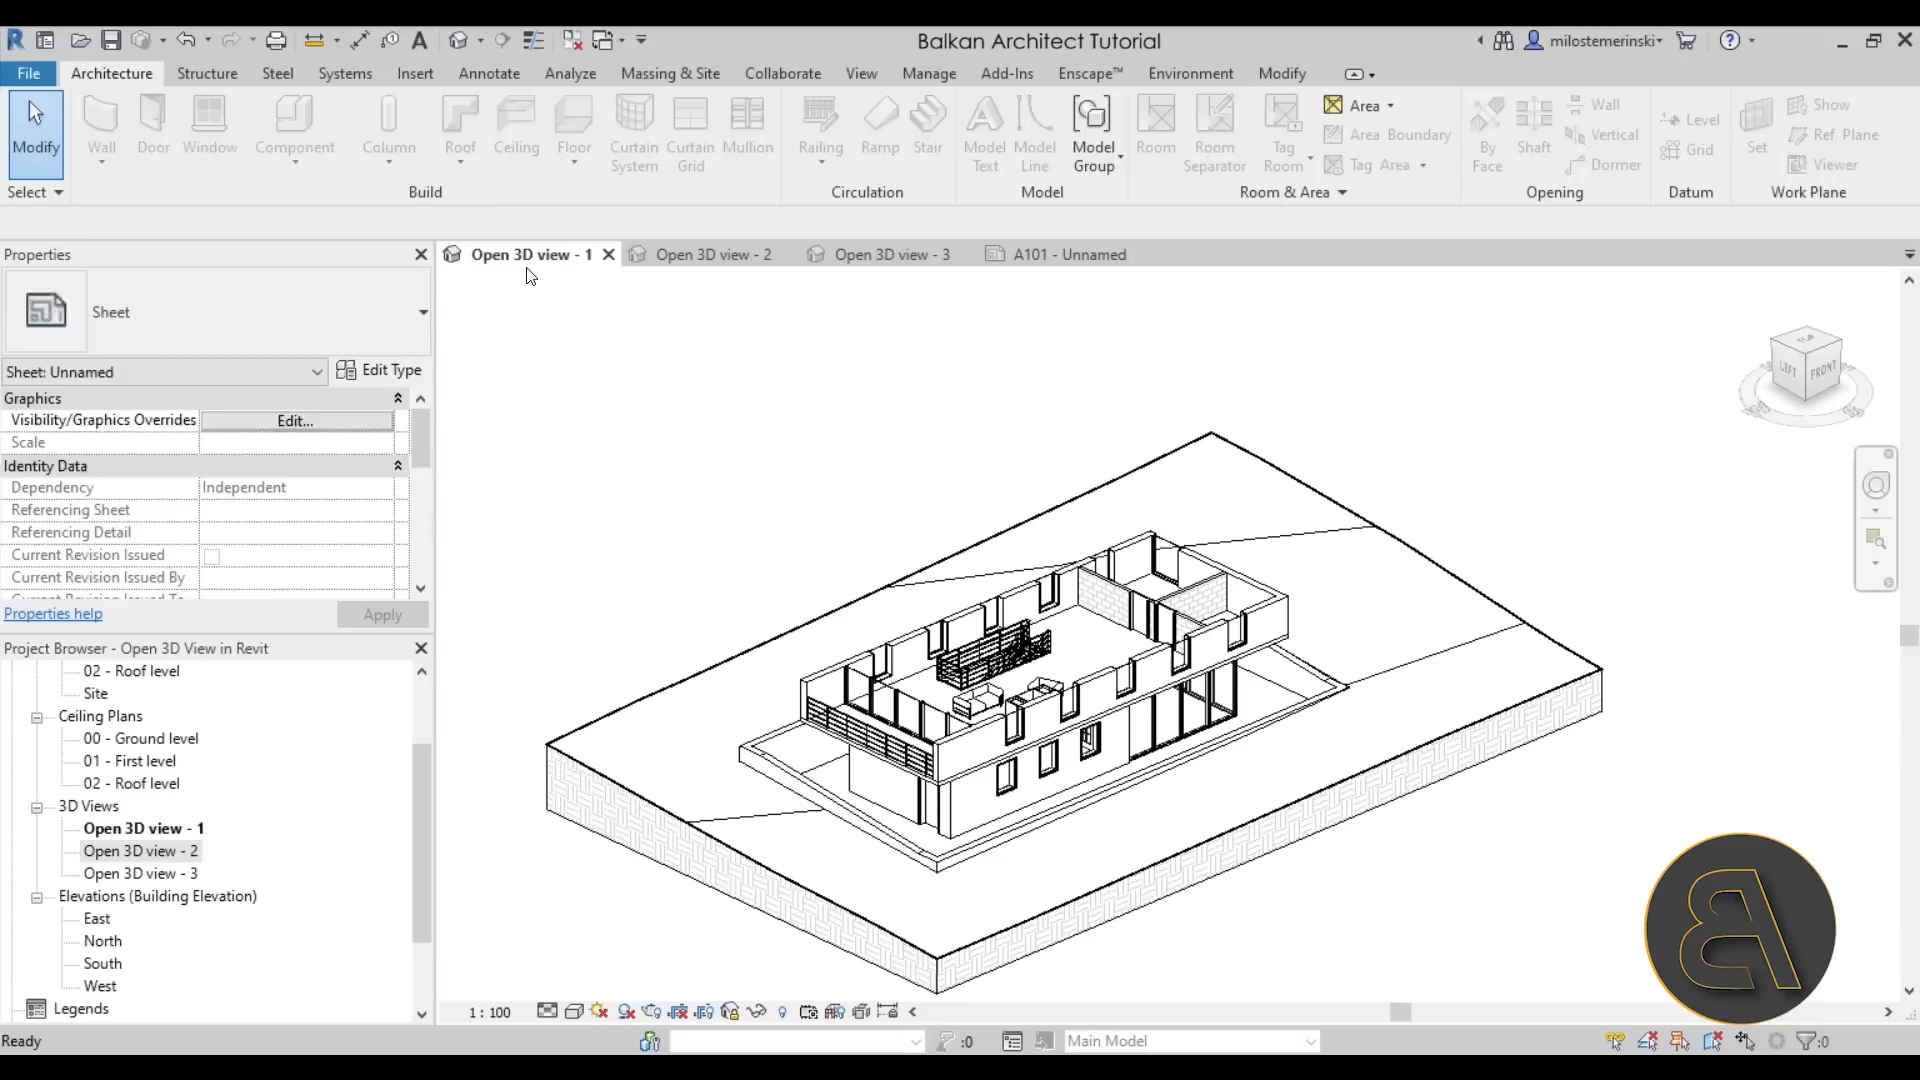 Balkan Architect Tutorial
milostemerinski
File Architecture Structure Steel Systems Insert Annotate Analyze Massing & Site Collaborate View Manage Add-Ins Enscape™ Environment Modify
Modify
Wall Door Window Component Column Roof Ceiling Floor Curtain System Curtain Grid Mullion
Railing Ramp Stair
Model Text Model Line Model Group
Room Room Separator Tag Room
Area
Area Boundary
Tag Area
By Face Shaft
Wall
Vertical
Dormer
Level
Grid
Set
Show
Ref Plane
Viewer
Select Build Circulation Model Room & Area Opening Datum Work Plane
Properties
Open 3D view - 1 Open 3D view - 2 Open 3D view - 3 A101 - Unnamed
Sheet
Sheet: Unnamed Edit Type
Graphics
Visibility/Graphics Overrides Edit...
Scale
Identity Data
Dependency Independent
Referencing Sheet
Referencing Detail
Current Revision Issued
Current Revision Issued By
Current Revision Issued To
Properties help Apply
Project Browser - Open 3D View in Revit
02 - Roof level
Site
Ceiling Plans
00 - Ground level
01 - First level
02 - Roof level
3D Views
Open 3D view - 1
Open 3D view - 2
Open 3D view - 3
Elevations (Building Elevation)
East
North
South
West
Legends
TOP
LEFT FRONT
1 : 100
Ready :0 Main Model :0